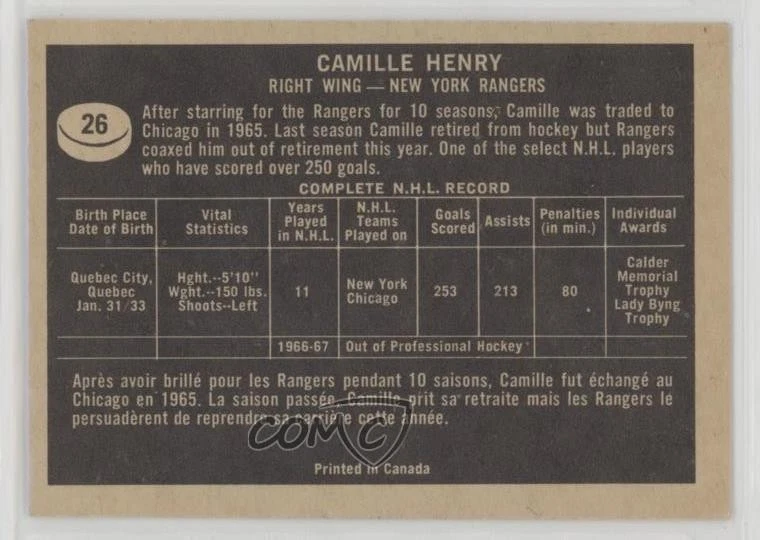 CAMILLE HENRY
RIGHT WING — NEW YORK RANGERS
26
After starring for the Rangers for 10 seasons, Camille was traded to
Chicago in 1965. Last season Camille retired from hockey but Rangers
coaxed him out of retirement this year. One of the select N.H.L. players
who have scored over 250 goals.
COMPLETE N.H.L. RECORD
Birth Place
Date of Birth
Vital
Statistics
Years
Played
in N.H.L.
N.H.L.
Teams
Played on
Goals
Scored
Assists
Penalties
(in min.)
Individual
Awards
Quebec City,
Quebec
Jan. 31/33
Hght.--5'10"
Wght.--150 lbs.
Shoots--Left
11
New York
Chicago
253
213
80
Calder
Memorial
Trophy
Lady Byng
Trophy
1966-67
Out of Professional Hockey
Après avoir brillé pour les Rangers pendant 10 saisons, Camille fut échangé au
Chicago en 1965. La saison passée, Camille prit sa retraite mais les Rangers le
persuadèrent de reprendre sa carrière cette année.
COMC
Printed in Canada